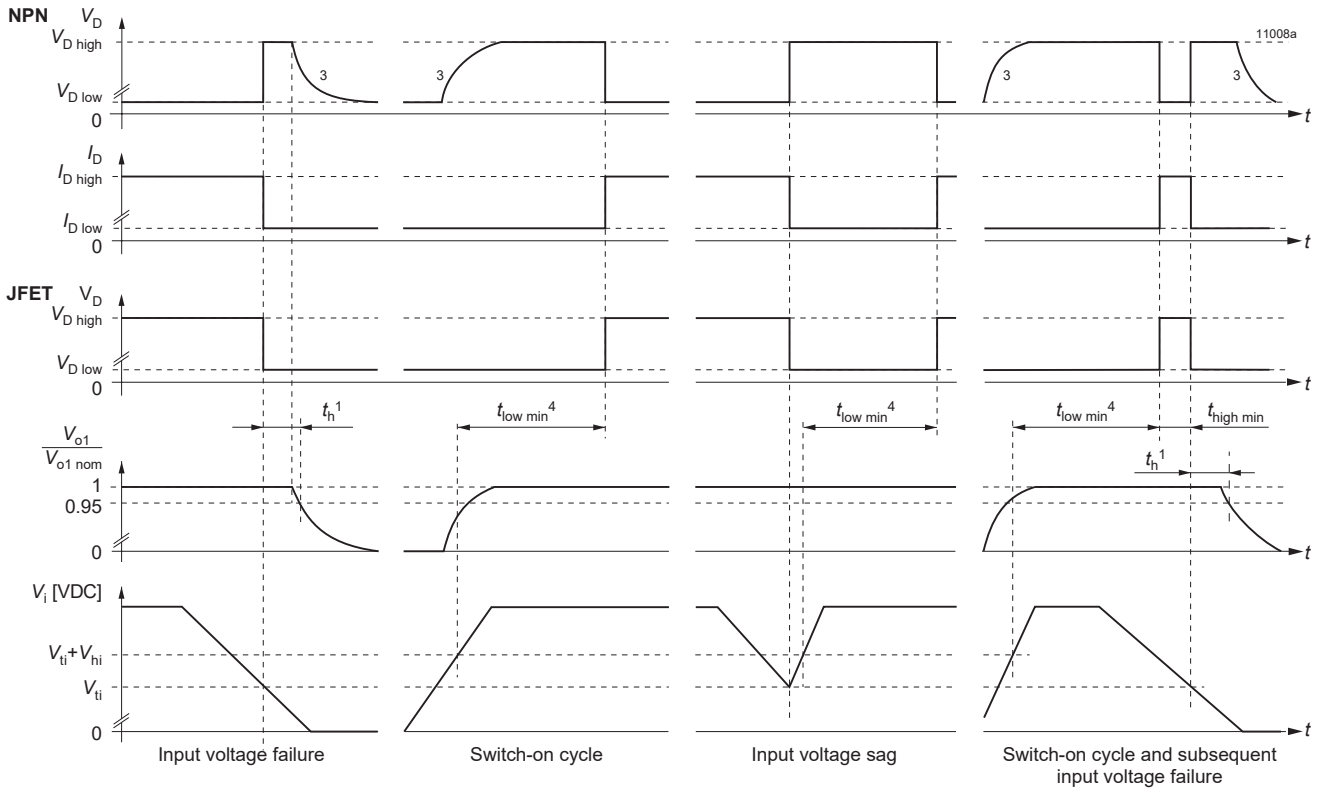 NPN
V_D
V_D high
3
3
3
3
11008a
V_D low
0
t
I_D
I_D high
I_D low
0
t
JFET V_D
V_D high
V_D low
0
t
t_h^1
t_low min^4
t_low min^4
t_low min^4
t_high min
V_o1
V_o1 nom
t_h^1
1
0.95
0
t
V_i [VDC]
V_ti+V_hi
V_ti
0
t
Input voltage failure
Switch-on cycle
Input voltage sag
Switch-on cycle and subsequent
input voltage failure